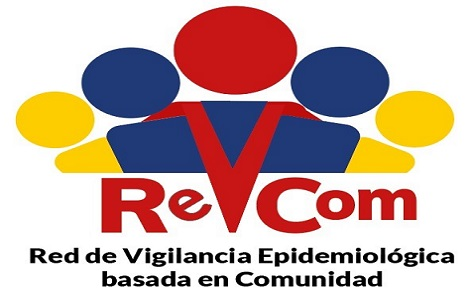 ReVCom
Red de Vigilancia Epidemiológica
basada en Comunidad